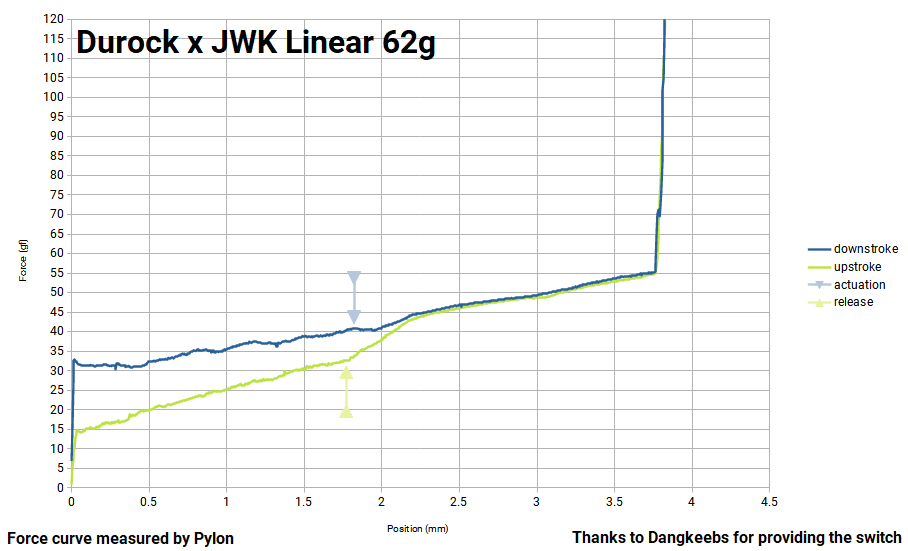 Durock x JWK Linear 62g
120
115
110
105
100
95
90
85
80
75
70
65
60
55
50
45
40
35
30
25
20
15
10
5
0
Force (gf)
0 0.5 1 1.5 2 2.5 3 3.5 4 4.5
Position (mm)
downstroke
upstroke
actuation
release
Force curve measured by Pylon
Thanks to Dangkeebs for providing the switch